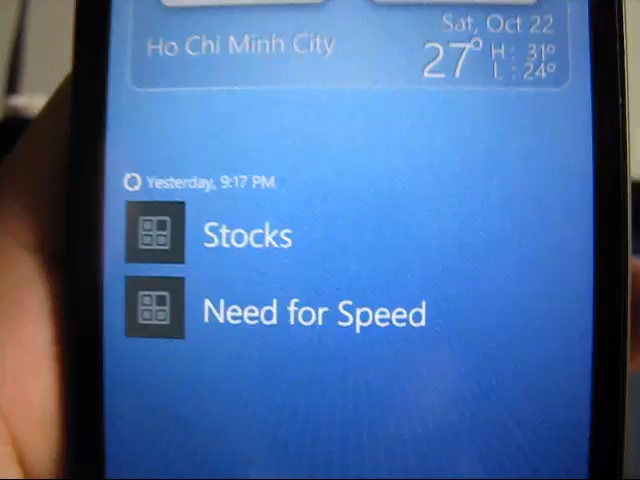 Sat, Oct 22
Ho Chi Minh City
27° H : 31°
L : 24°
Yesterday, 9:17 PM
Stocks
Need for Speed